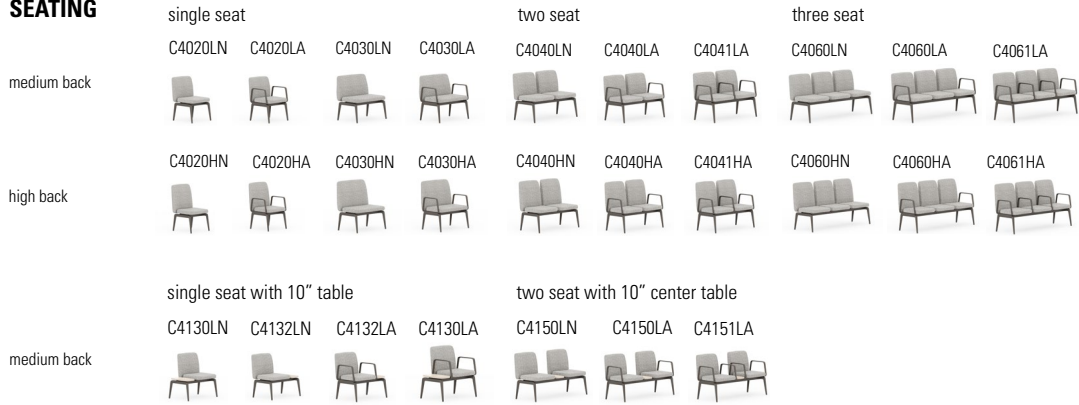 SEATING
single seat two seat three seat
C4020LN C4020LA C4030LN C4030LA C4040LN C4040LA C4041LA C4060LN C4060LA C4061LA
medium back
C4020HN C4020HA C4030HN C4030HA C4040HN C4040HA C4041HA C4060HN C4060HA C4061HA
high back
single seat with 10” table two seat with 10” center table
C4130LN C4132LN C4132LA C4130LA C4150LN C4150LA C4151LA
medium back